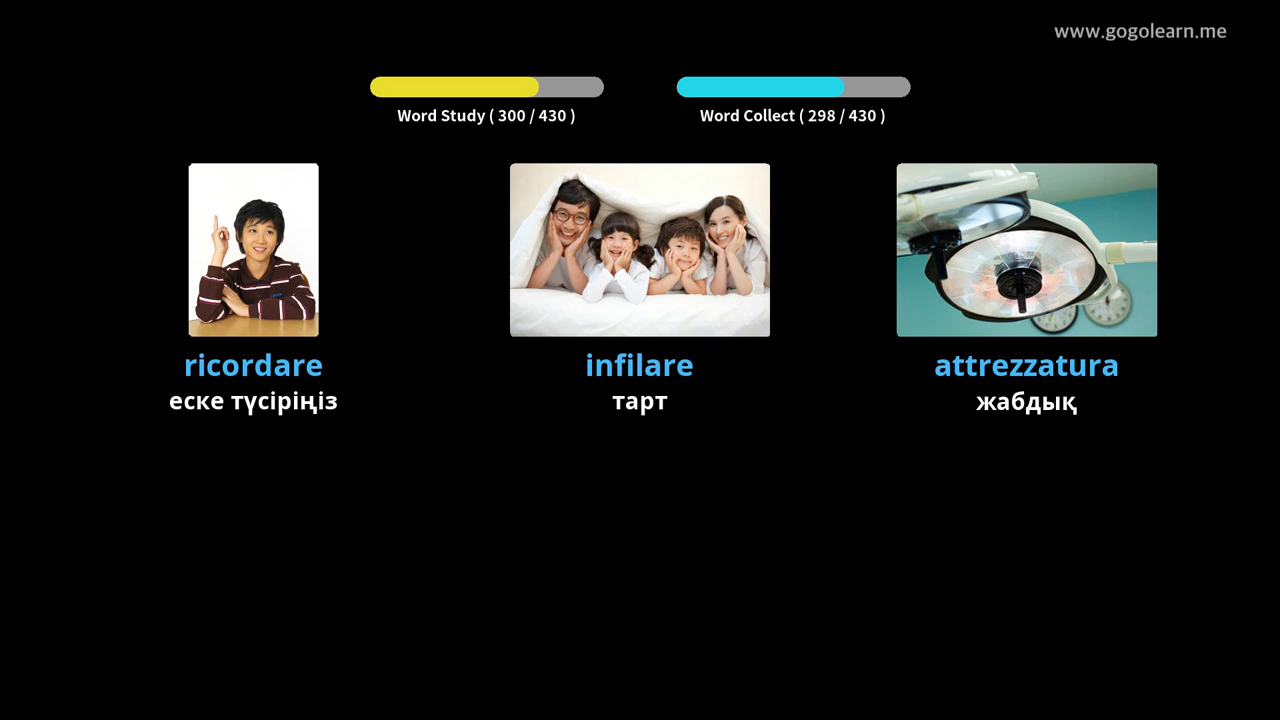 www.gogolearn.me
Word Study ( 300 / 430 )
Word Collect ( 298 / 430 )
ricordare
еске түсіріңіз
infilare
тарт
attrezzatura
жабдық